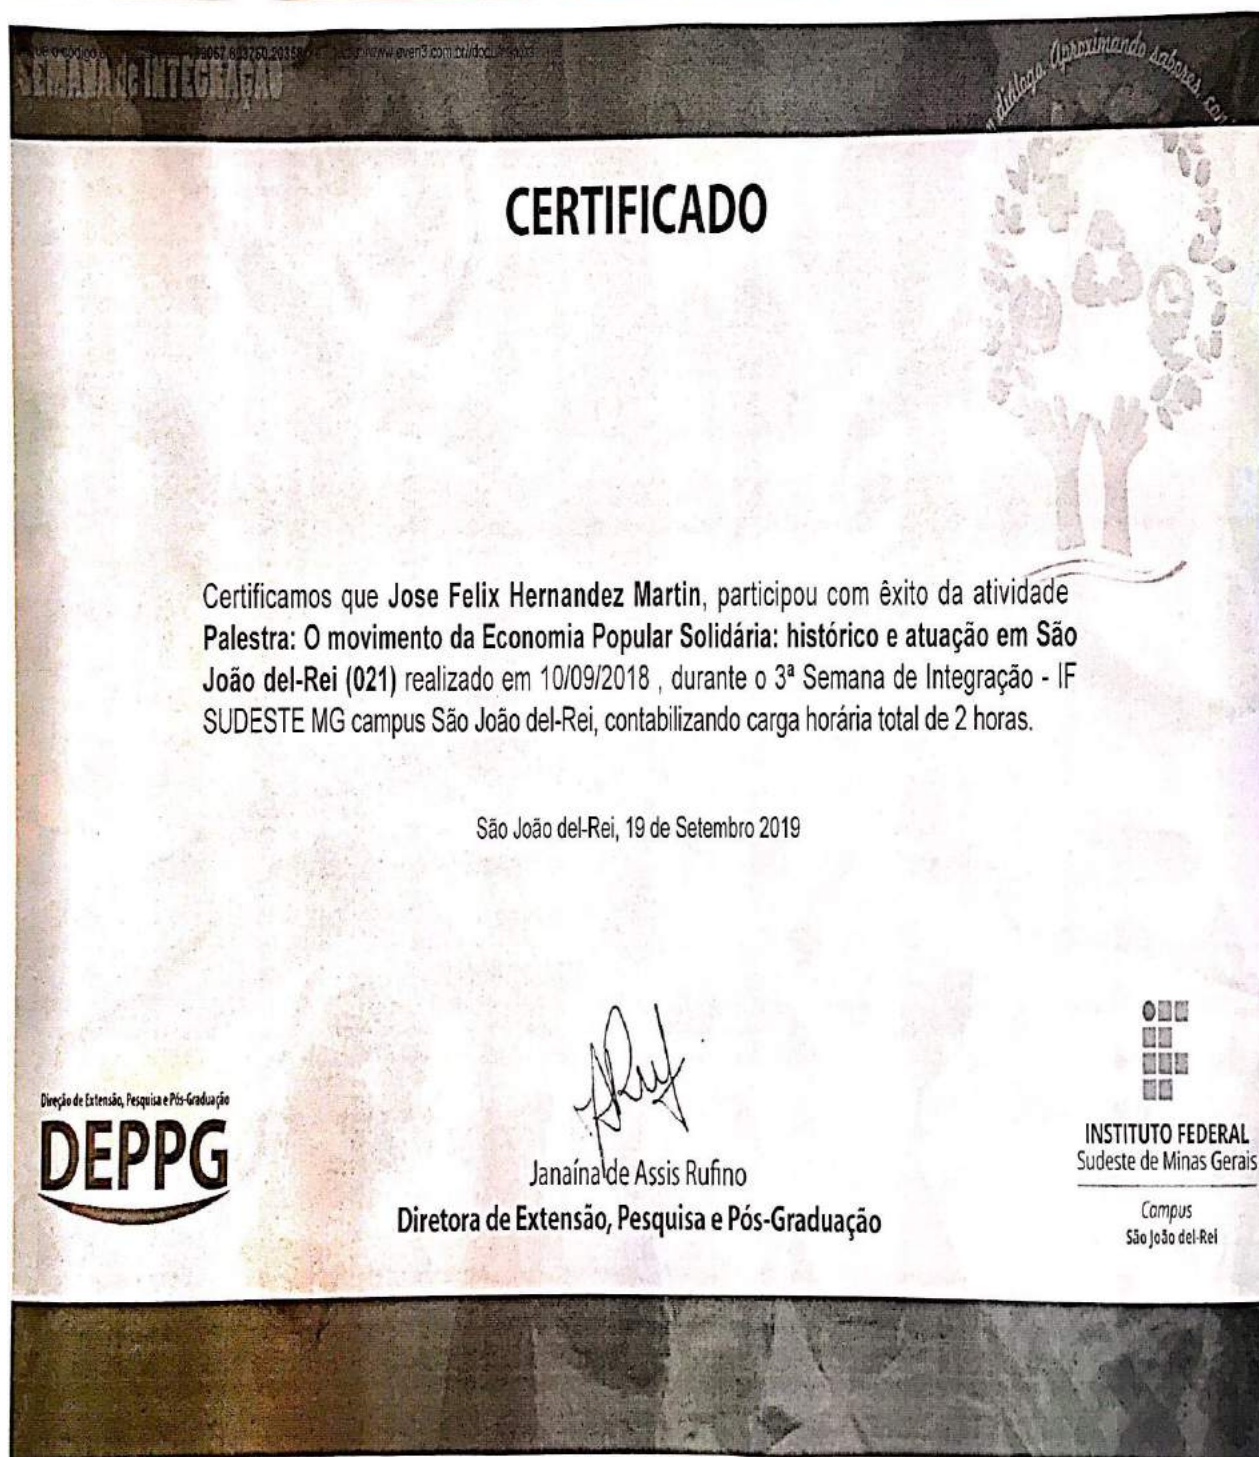 SEMANA de INTEGRAÇÃO
diálogo. Aproximando saberes, con
CERTIFICADO
Certificamos que Jose Felix Hernandez Martin, participou com êxito da atividade
Palestra: O movimento da Economia Popular Solidária: histórico e atuação em São
João del-Rei (021) realizado em 10/09/2018 , durante o 3ª Semana de Integração - IF
SUDESTE MG campus São João del-Rei, contabilizando carga horária total de 2 horas.
São João del-Rei, 19 de Setembro 2019
Direção de Extensão, Pesquisa e Pós-Graduação
DEPPG
Janaína de Assis Rufino
Diretora de Extensão, Pesquisa e Pós-Graduação
INSTITUTO FEDERAL
Sudeste de Minas Gerais
Campus
São João del-Rei